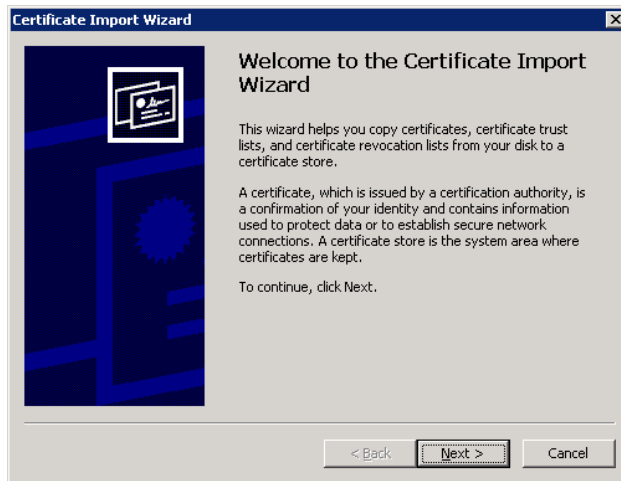 Certificate Import Wizard
Welcome to the Certificate Import
Wizard
This wizard helps you copy certificates, certificate trust
lists, and certificate revocation lists from your disk to a
certificate store.
A certificate, which is issued by a certification authority, is
a confirmation of your identity and contains information
used to protect data or to establish secure network
connections. A certificate store is the system area where
certificates are kept.
To continue, click Next.
< Back Next > Cancel